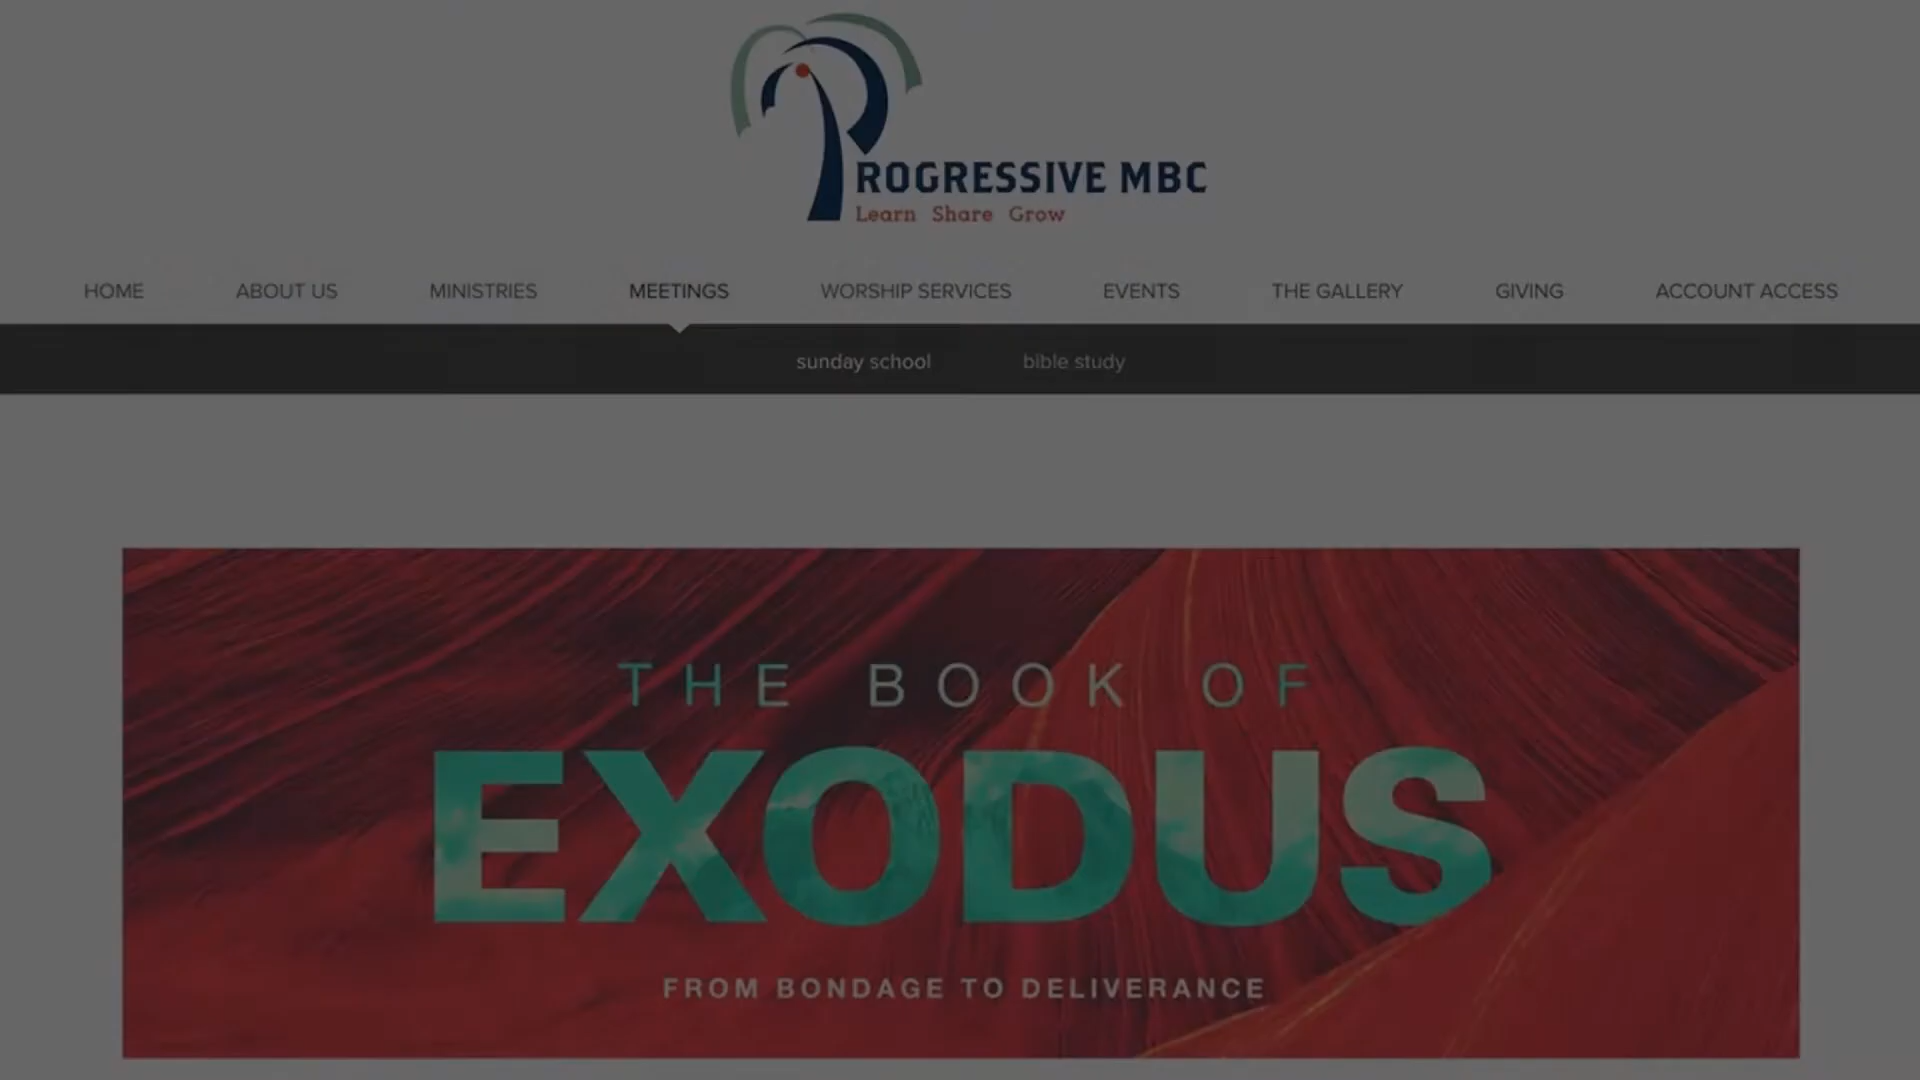 PROGRESSIVE MBC
Learn Share Grow
HOME ABOUT US MINISTRIES MEETINGS WORSHIP SERVICES EVENTS THE GALLERY GIVING ACCOUNT ACCESS
sunday school bible study
THE BOOK OF
EXODUS
FROM BONDAGE TO DELIVERANCE